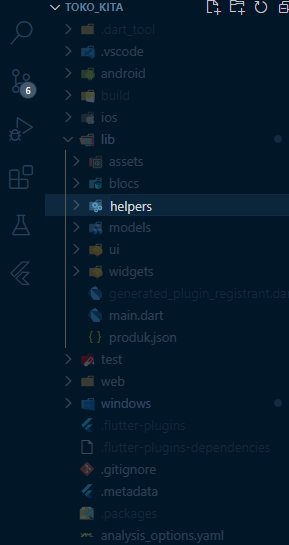 TOKO_KITA
.dart_tool
.vscode
android
build
ios
lib
assets
blocs
helpers
models
ui
widgets
generated_plugin_registrant.dar
main.dart
produk.json
test
web
windows
.flutter-plugins
.flutter-plugins-dependencies
.gitignore
.metadata
.packages
analysis_options.yaml
6